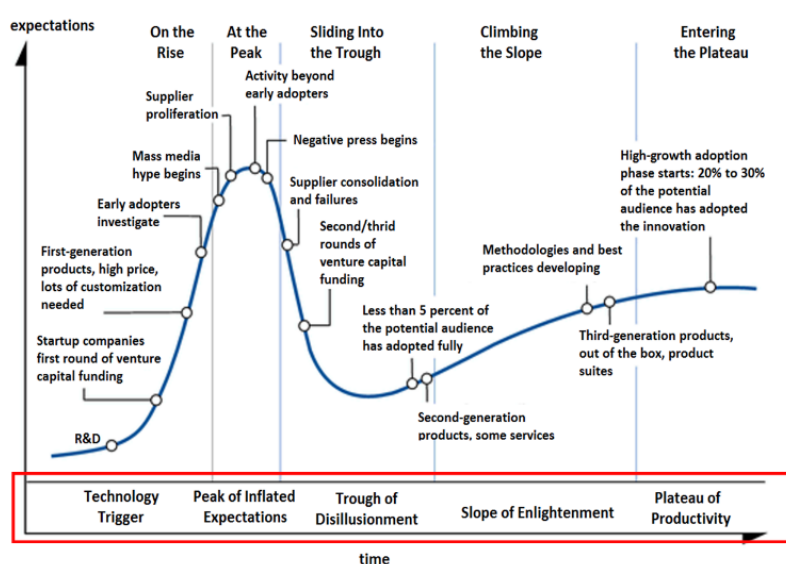 expectations
On the
Rise
At the
Peak
Sliding Into
the Trough
Climbing
the Slope
Entering
the Plateau
Activity beyond
early adopters
Supplier
proliferation
Negative press begins
Mass media
hype begins
High-growth adoption
phase starts: 20% to 30%
of the potential
audience has adopted
the innovation
Supplier consolidation
and failures
Early adopters
investigate
Second/thrid
rounds of
venture capital
funding
First-generation
products, high price,
lots of customization
needed
Methodologies and best
practices developing
Less than 5 percent of
the potential audience
has adopted fully
Startup companies
first round of venture
capital funding
Third-generation products,
out of the box, product
suites
Second-generation
products, some services
R&D
Technology
Trigger
Peak of Inflated
Expectations
Trough of
Disillusionment
Slope of Enlightenment
Plateau of
Productivity
time